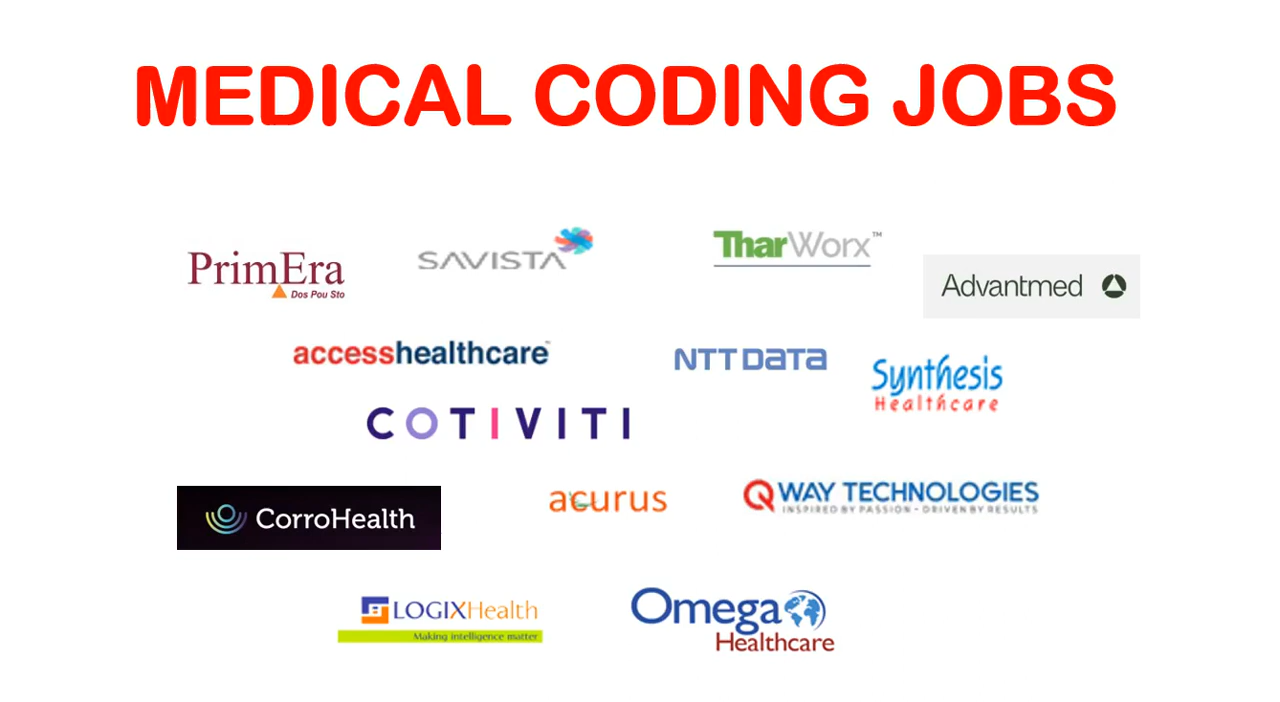 MEDICAL CODING JOBS
PrimEra
Dos Pou Sto
SAVISTA
TharWorx™
Advantmed
accesshealthcare
NTT DATA
Synthesis
Healthcare
COTIVITI
CorroHealth
acurus
QWAY TECHNOLOGIES
INSPIRED BY PASSION - DRIVEN BY RESULTS
LOGIXHealth
Making intelligence matter
Omega
Healthcare